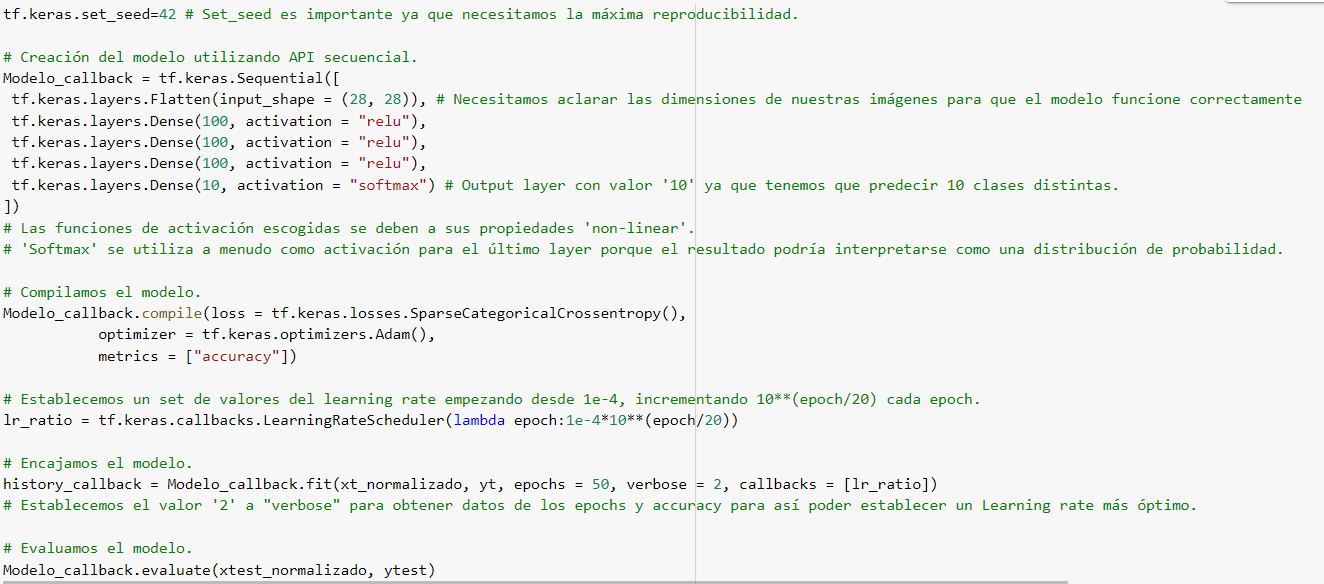 tf.keras.set_seed=42 # Set_seed es importante ya que necesitamos la máxima reproducibilidad.
# Creación del modelo utilizando API secuencial.
Modelo_callback = tf.keras.Sequential([
tf.keras.layers.Flatten(input_shape = (28, 28)), # Necesitamos aclarar las dimensiones de nuestras imágenes para que el modelo funcione correctamente
tf.keras.layers.Dense(100, activation = "relu"),
tf.keras.layers.Dense(100, activation = "relu"),
tf.keras.layers.Dense(100, activation = "relu"),
tf.keras.layers.Dense(10, activation = "softmax") # Output layer con valor '10' ya que tenemos que predecir 10 clases distintas.
])
# Las funciones de activación escogidas se deben a sus propiedades 'non-linear'.
# 'Softmax' se utiliza a menudo como activación para el último layer porque el resultado podría interpretarse como una distribución de probabilidad.
# Compilamos el modelo.
Modelo_callback.compile(loss = tf.keras.losses.SparseCategoricalCrossentropy(),
optimizer = tf.keras.optimizers.Adam(),
metrics = ["accuracy"])
# Establecemos un set de valores del learning rate empezando desde 1e-4, incrementando 10**(epoch/20) cada epoch.
lr_ratio = tf.keras.callbacks.LearningRateScheduler(lambda epoch:1e-4*10**(epoch/20))
# Encajamos el modelo.
history_callback = Modelo_callback.fit(xt_normalizado, yt, epochs = 50, verbose = 2, callbacks = [lr_ratio])
# Establecemos el valor '2' a "verbose" para obtener datos de los epochs y accuracy para así poder establecer un Learning rate más óptimo.
# Evaluamos el modelo.
Modelo_callback.evaluate(xtest_normalizado, ytest)